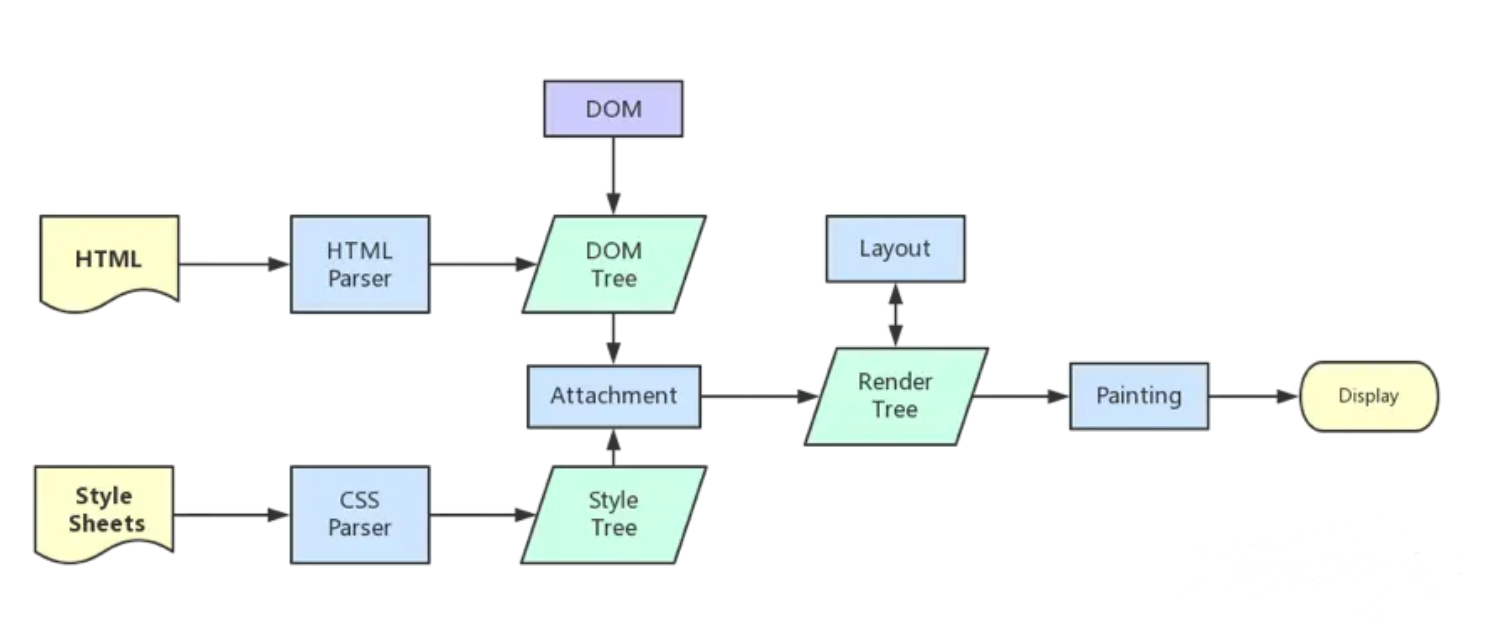 DOM
HTML
HTML
Parser
DOM
Tree
Layout
Attachment
Render
Tree
Painting
Display
Style
Sheets
CSS
Parser
Style
Tree